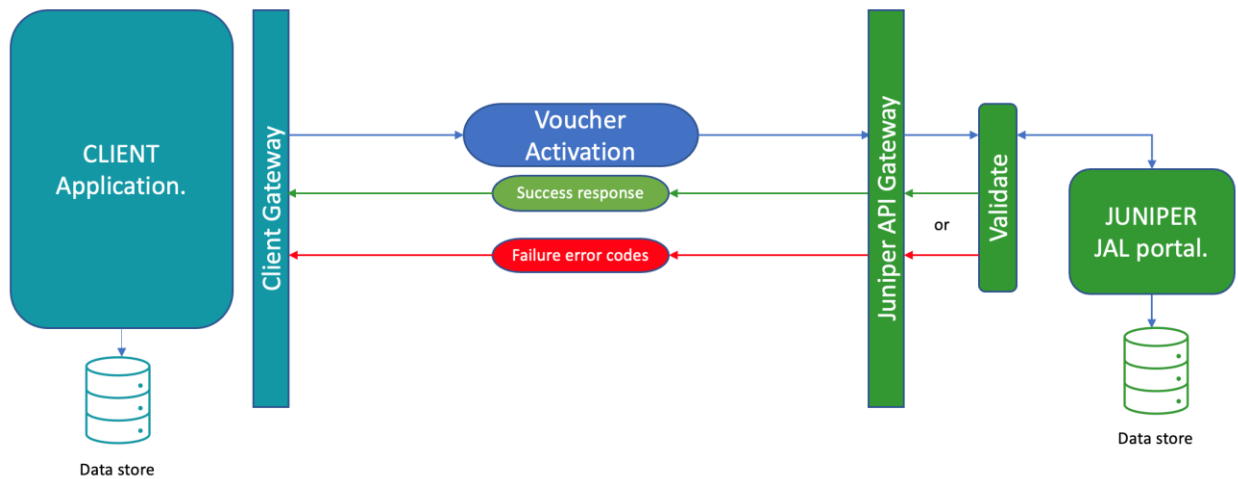 CLIENT
Application.
Data store
Client Gateway
Voucher
Activation
Success response
Failure error codes
Juniper API Gateway
or
Validate
JUNIPER
JAL portal.
Data store